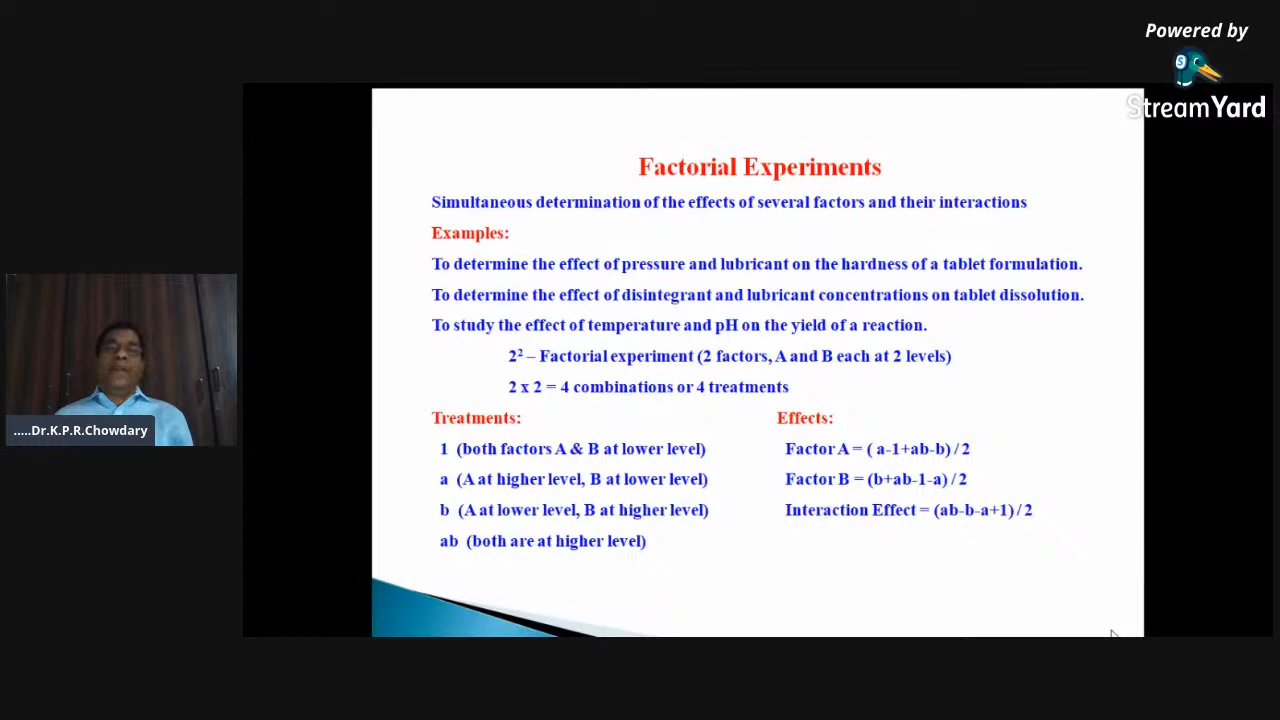 Powered by
StreamYard
Factorial Experiments
Simultaneous determination of the effects of several factors and their interactions
Examples:
To determine the effect of pressure and lubricant on the hardness of a tablet formulation.
To determine the effect of disintegrant and lubricant concentrations on tablet dissolution.
To study the effect of temperature and pH on the yield of a reaction.
2² – Factorial experiment (2 factors, A and B each at 2 levels)
2 x 2 = 4 combinations or 4 treatments
Treatments:
1 (both factors A & B at lower level)
a (A at higher level, B at lower level)
b (A at lower level, B at higher level)
ab (both are at higher level)
Effects:
Factor A = ( a-1+ab-b) / 2
Factor B = (b+ab-1-a) / 2
Interaction Effect = (ab-b-a+1) / 2
.....Dr.K.P.R.Chowdary